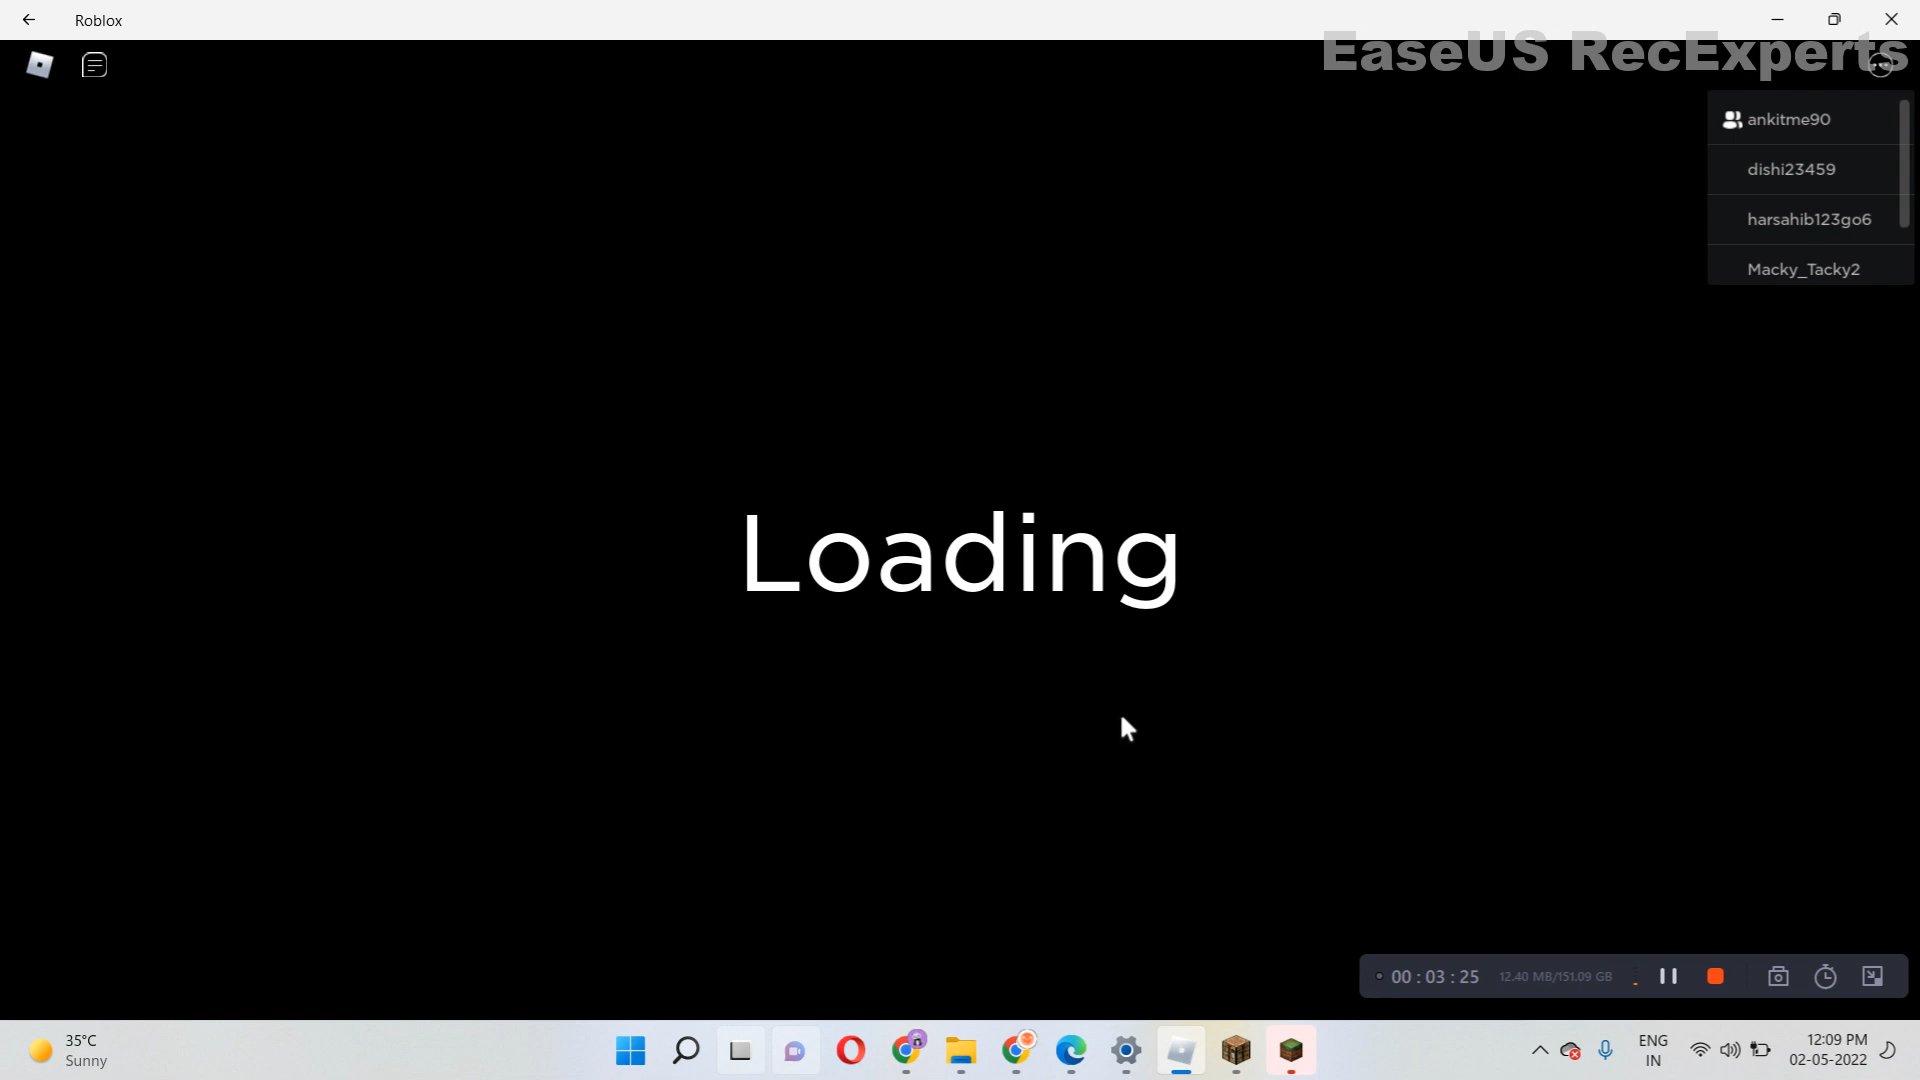 Roblox
EaseUS RecExperts
ankitme90
dishi23459
harsahib123go6
Macky_Tacky2
Loading
00 : 03 : 25 12.40 MB/151.09 GB
35°C
Sunny
ENG
IN
12:09 PM
02-05-2022